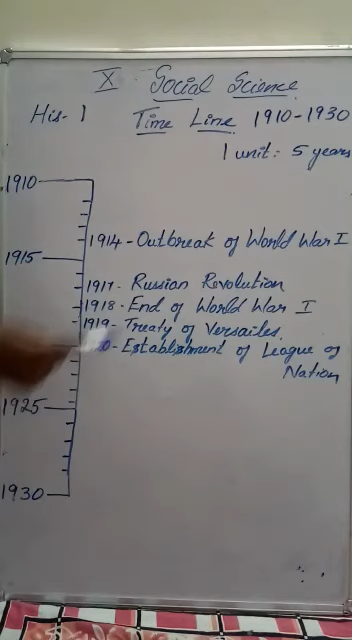 X Social Science
His- 1 Time Line 1910-1930
1 unit: 5 years
1910
1914-Outbreak of World War I
1915
1917- Russian Revolution
1918- End of World War I
1919- Treaty of Versailes.
0- Establishment of League of
Nation
1925
1930